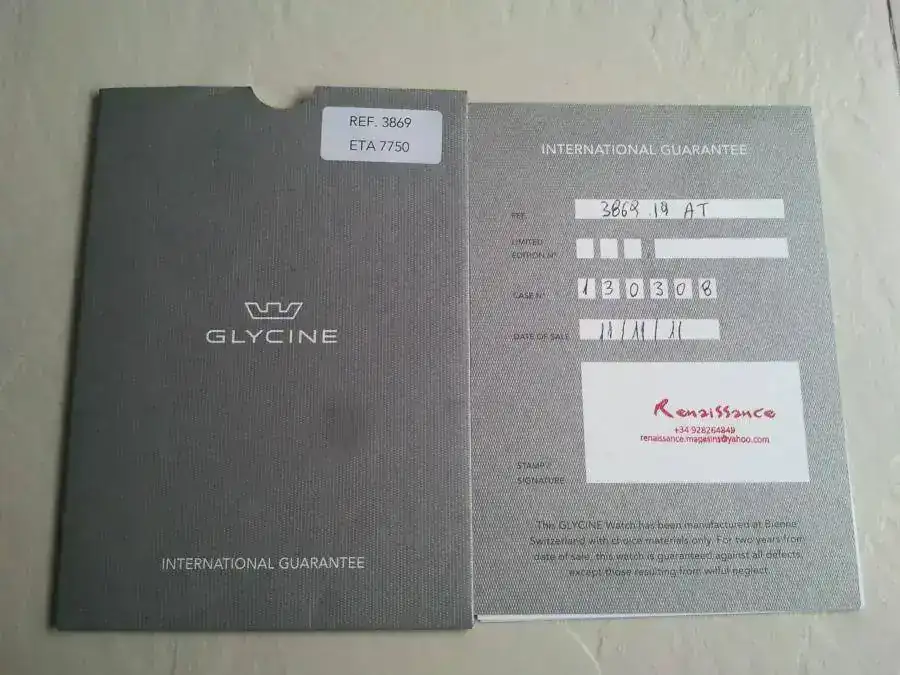 REF. 3869
ETA 7750
GLYCINE
INTERNATIONAL GUARANTEE
INTERNATIONAL GUARANTEE
REF. 3869 .19 AT
LIMITED
EDITION N°
CASE N° 130308
DATE OF SALE 11/11/11
Renaissance
+34 928264849
renaissance.magasins@yahoo.com
STAMP /
SIGNATURE
This GLYCINE Watch has been manufactured at Bienne
Switzerland with choice materials only. For two years from
date of sale, this watch is guaranteed against all defects,
except those resulting from wilful neglect.